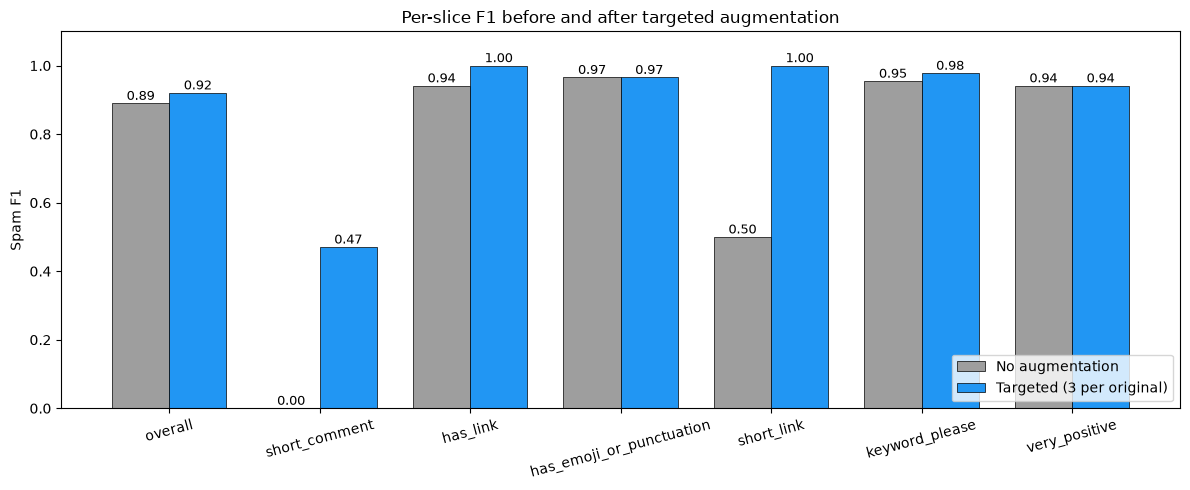 Per-slice F1 before and after targeted augmentation
Spam F1
1.0
0.8
0.6
0.4
0.2
0.0
0.89
0.92
0.00
0.47
0.94
1.00
0.97
0.97
0.50
1.00
0.95
0.98
0.94
0.94
No augmentation
Targeted (3 per original)
overall
short_comment
has_link
has_emoji_or_punctuation
short_link
keyword_please
very_positive